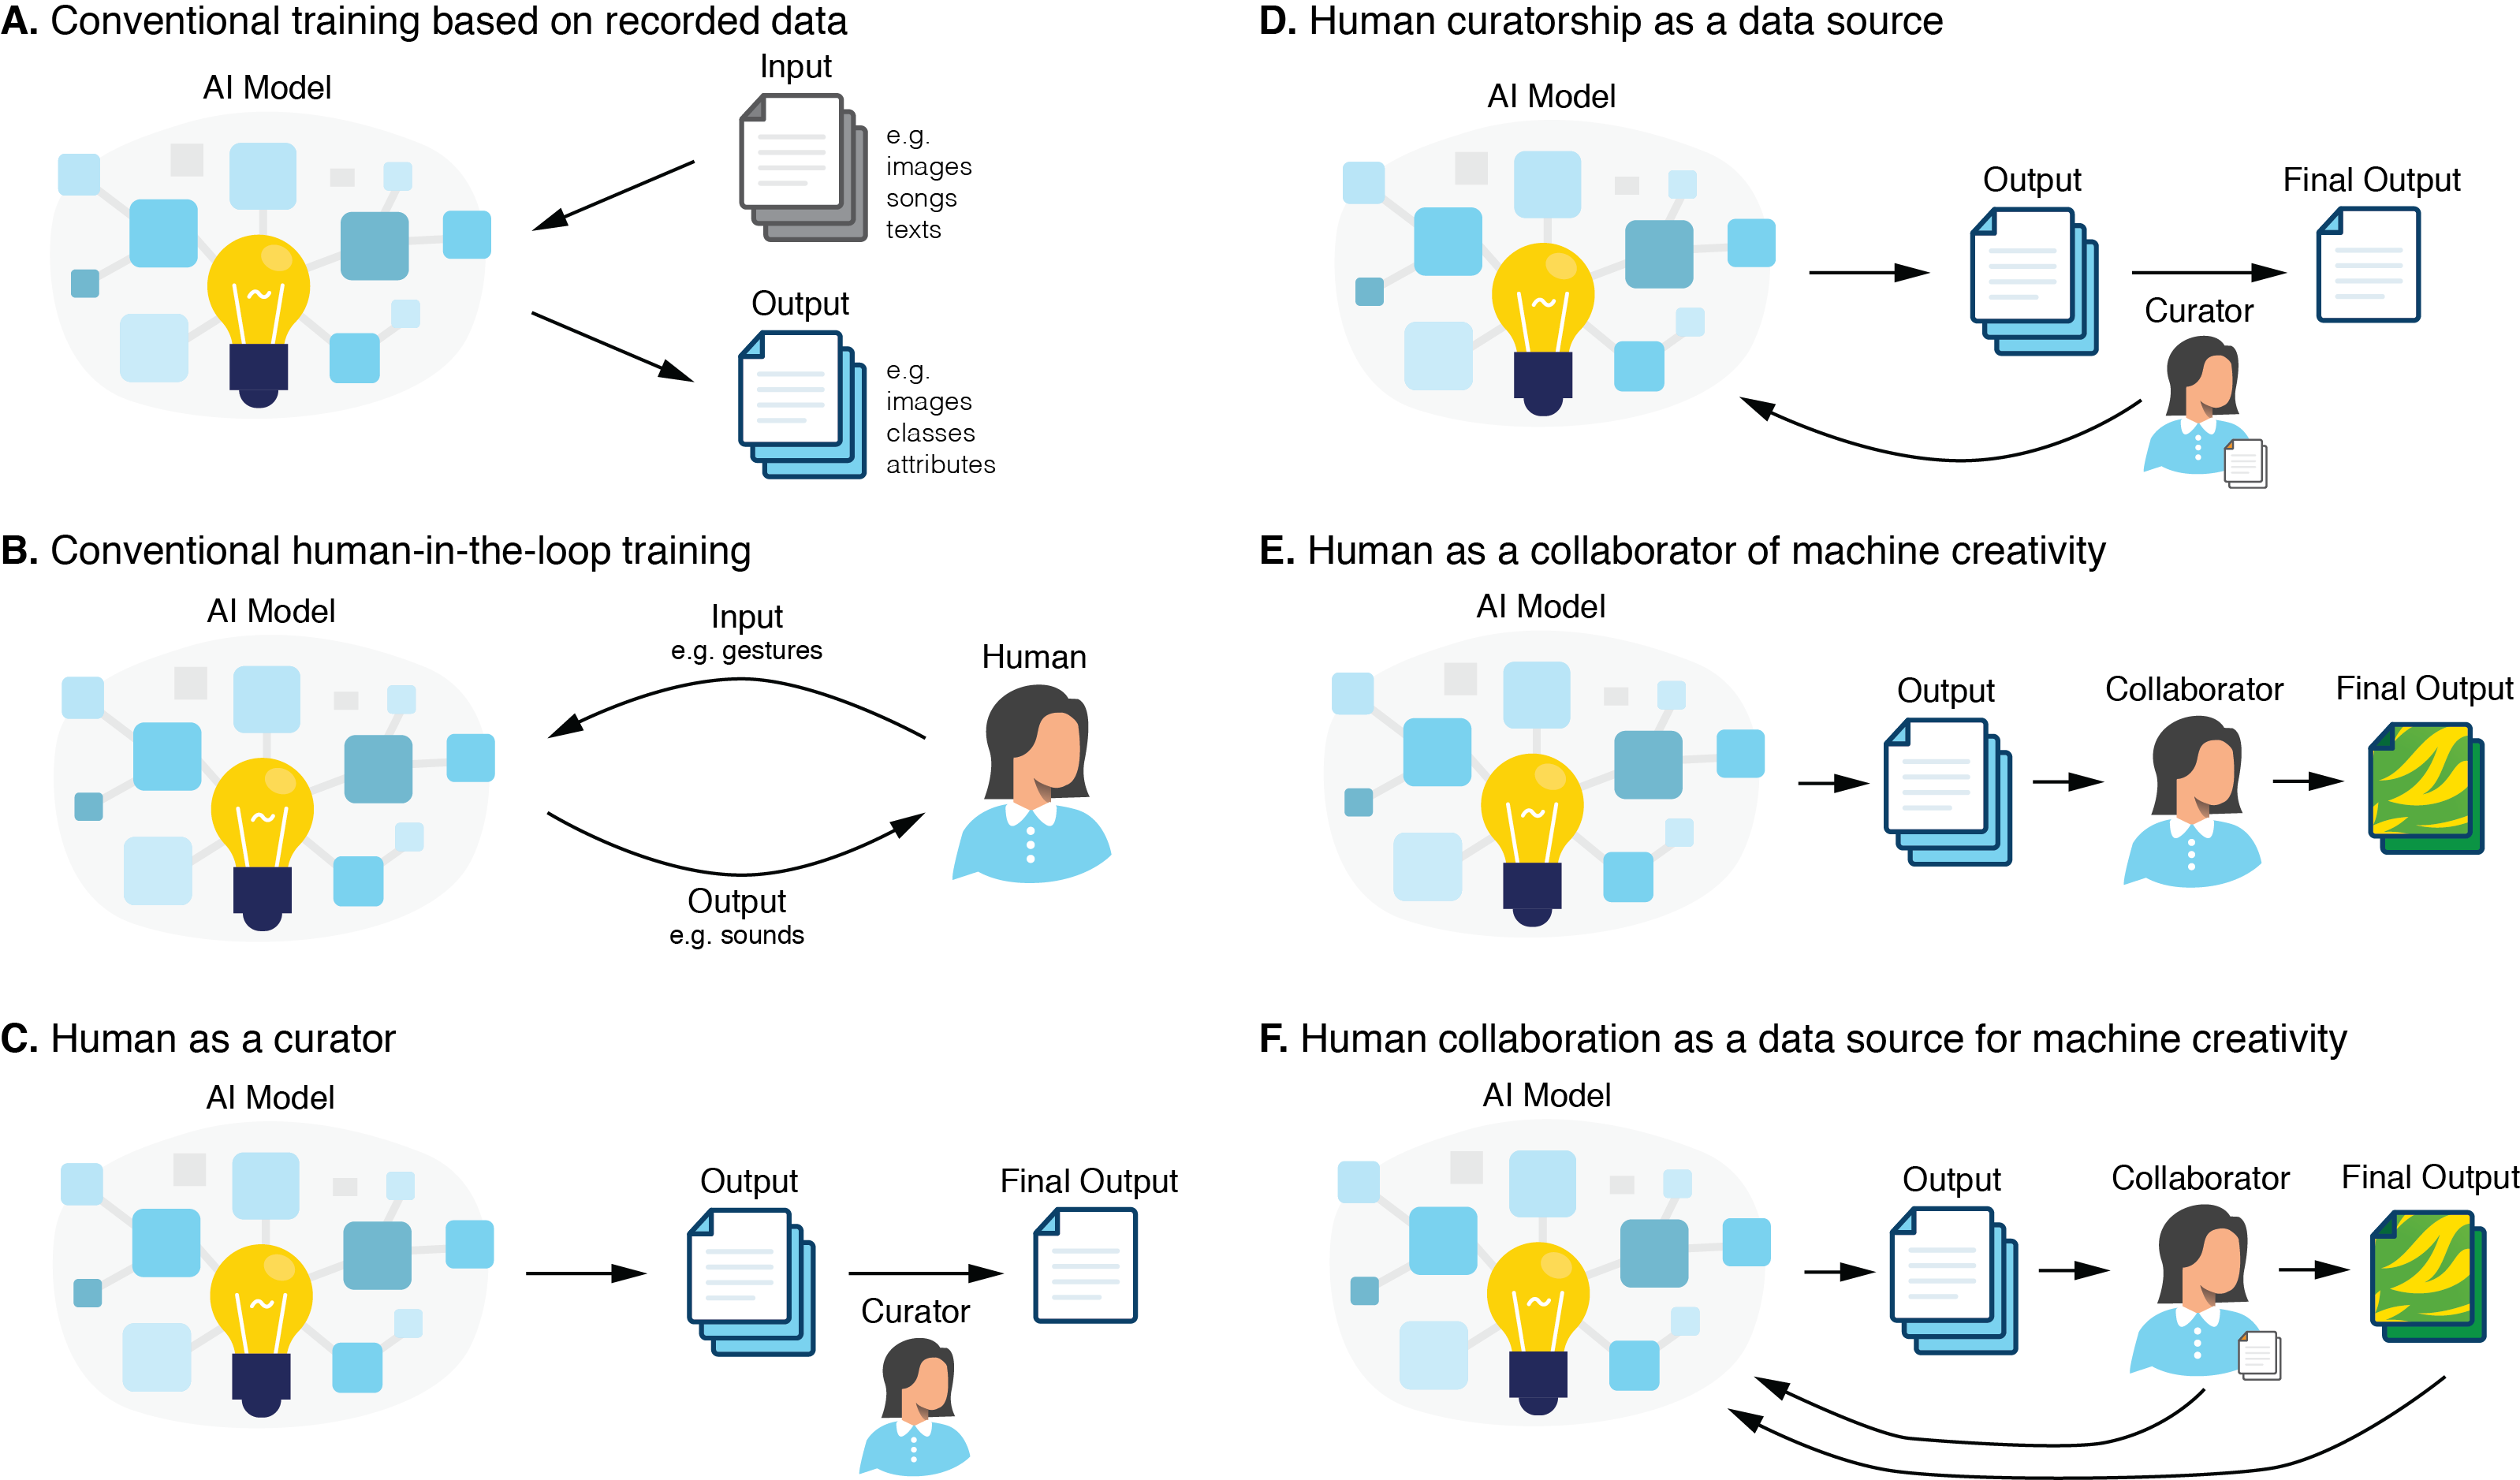 A. Conventional training based on recorded data
AI Model
Input
e.g.
images
songs
texts
Output
e.g.
images
classes
attributes
B. Conventional human-in-the-loop training
AI Model
Input
e.g. gestures
Human
Output
e.g. sounds
C. Human as a curator
AI Model
Output
Final Output
Curator
D. Human curatorship as a data source
AI Model
Output
Final Output
Curator
E. Human as a collaborator of machine creativity
AI Model
Output
Collaborator
Final Output
F. Human collaboration as a data source for machine creativity
AI Model
Output
Collaborator
Final Output